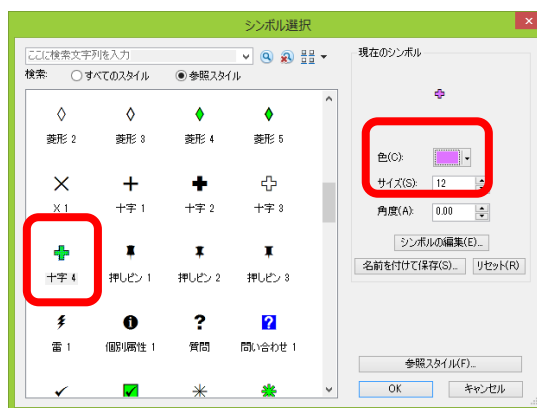 シンボル選択
ここに検索文字列を入力
検索: すべてのスタイル 参照スタイル
菱形 2 菱形 3 菱形 4 菱形 5
X 1 十字 1 十字 2 十字 3
十字 4 押しピン 1 押しピン 2 押しピン 3
雷 1 個別属性 1 質問 問い合わせ 1
現在のシンボル
色(C):
サイズ(S): 12
角度(A): 0.00
シンボルの編集(E)...
名前を付けて保存(S)... リセット(R)
参照スタイル(F)...
OK キャンセル